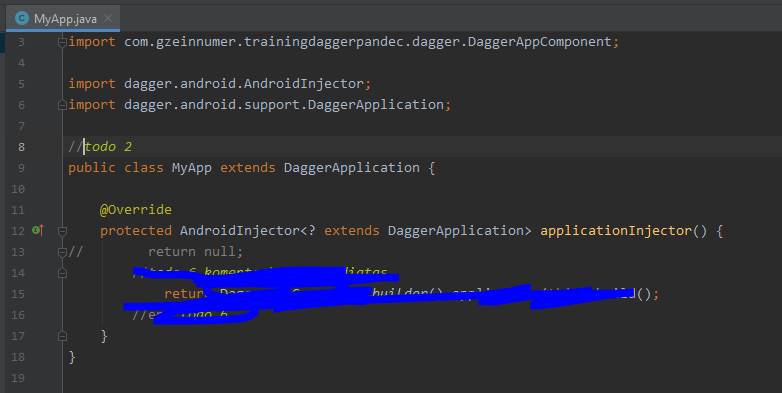 MyApp.java
3 import com.gzeinnumer.trainingdaggerpandec.dagger.DaggerAppComponent;
4
5 import dagger.android.AndroidInjector;
6 import dagger.android.support.DaggerApplication;
7
8 //todo 2
9 public class MyApp extends DaggerApplication {
10
11 @Override
12 protected AndroidInjector<? extends DaggerApplication> applicationInjector() {
13 // return null;
14
15 return ();
16
17 }
18 }
19